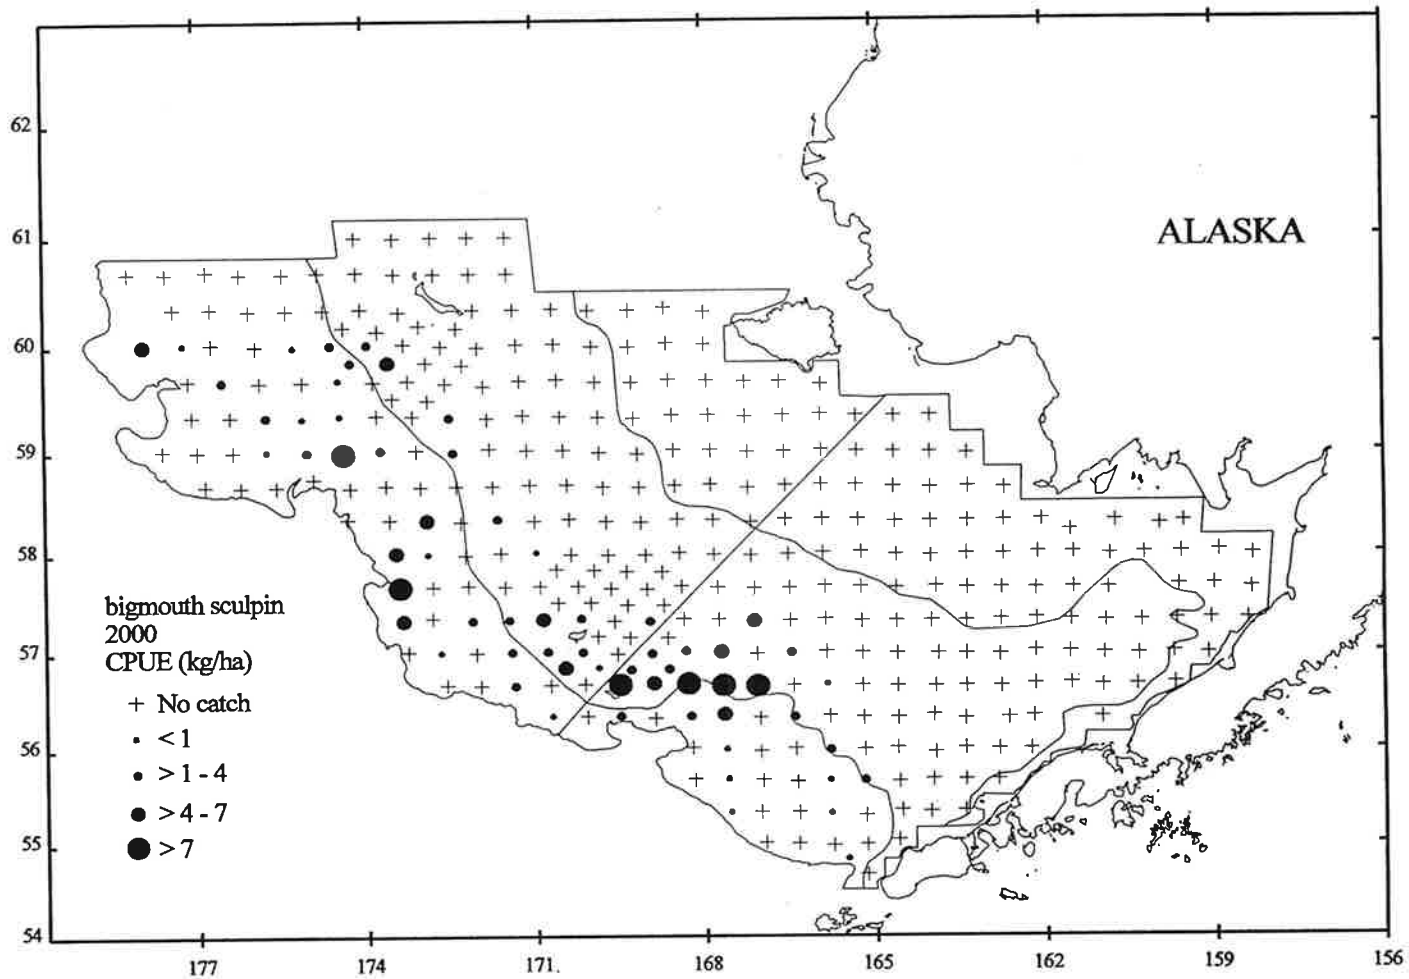 62
61
ALASKA
60
59
58
bigmouth sculpin
2000
57
CPUE (kg/ha)
+ No catch
< 1
56
> 1 - 4
> 4 - 7
55
> 7
54
177 174 171. 168 165 162 159 156